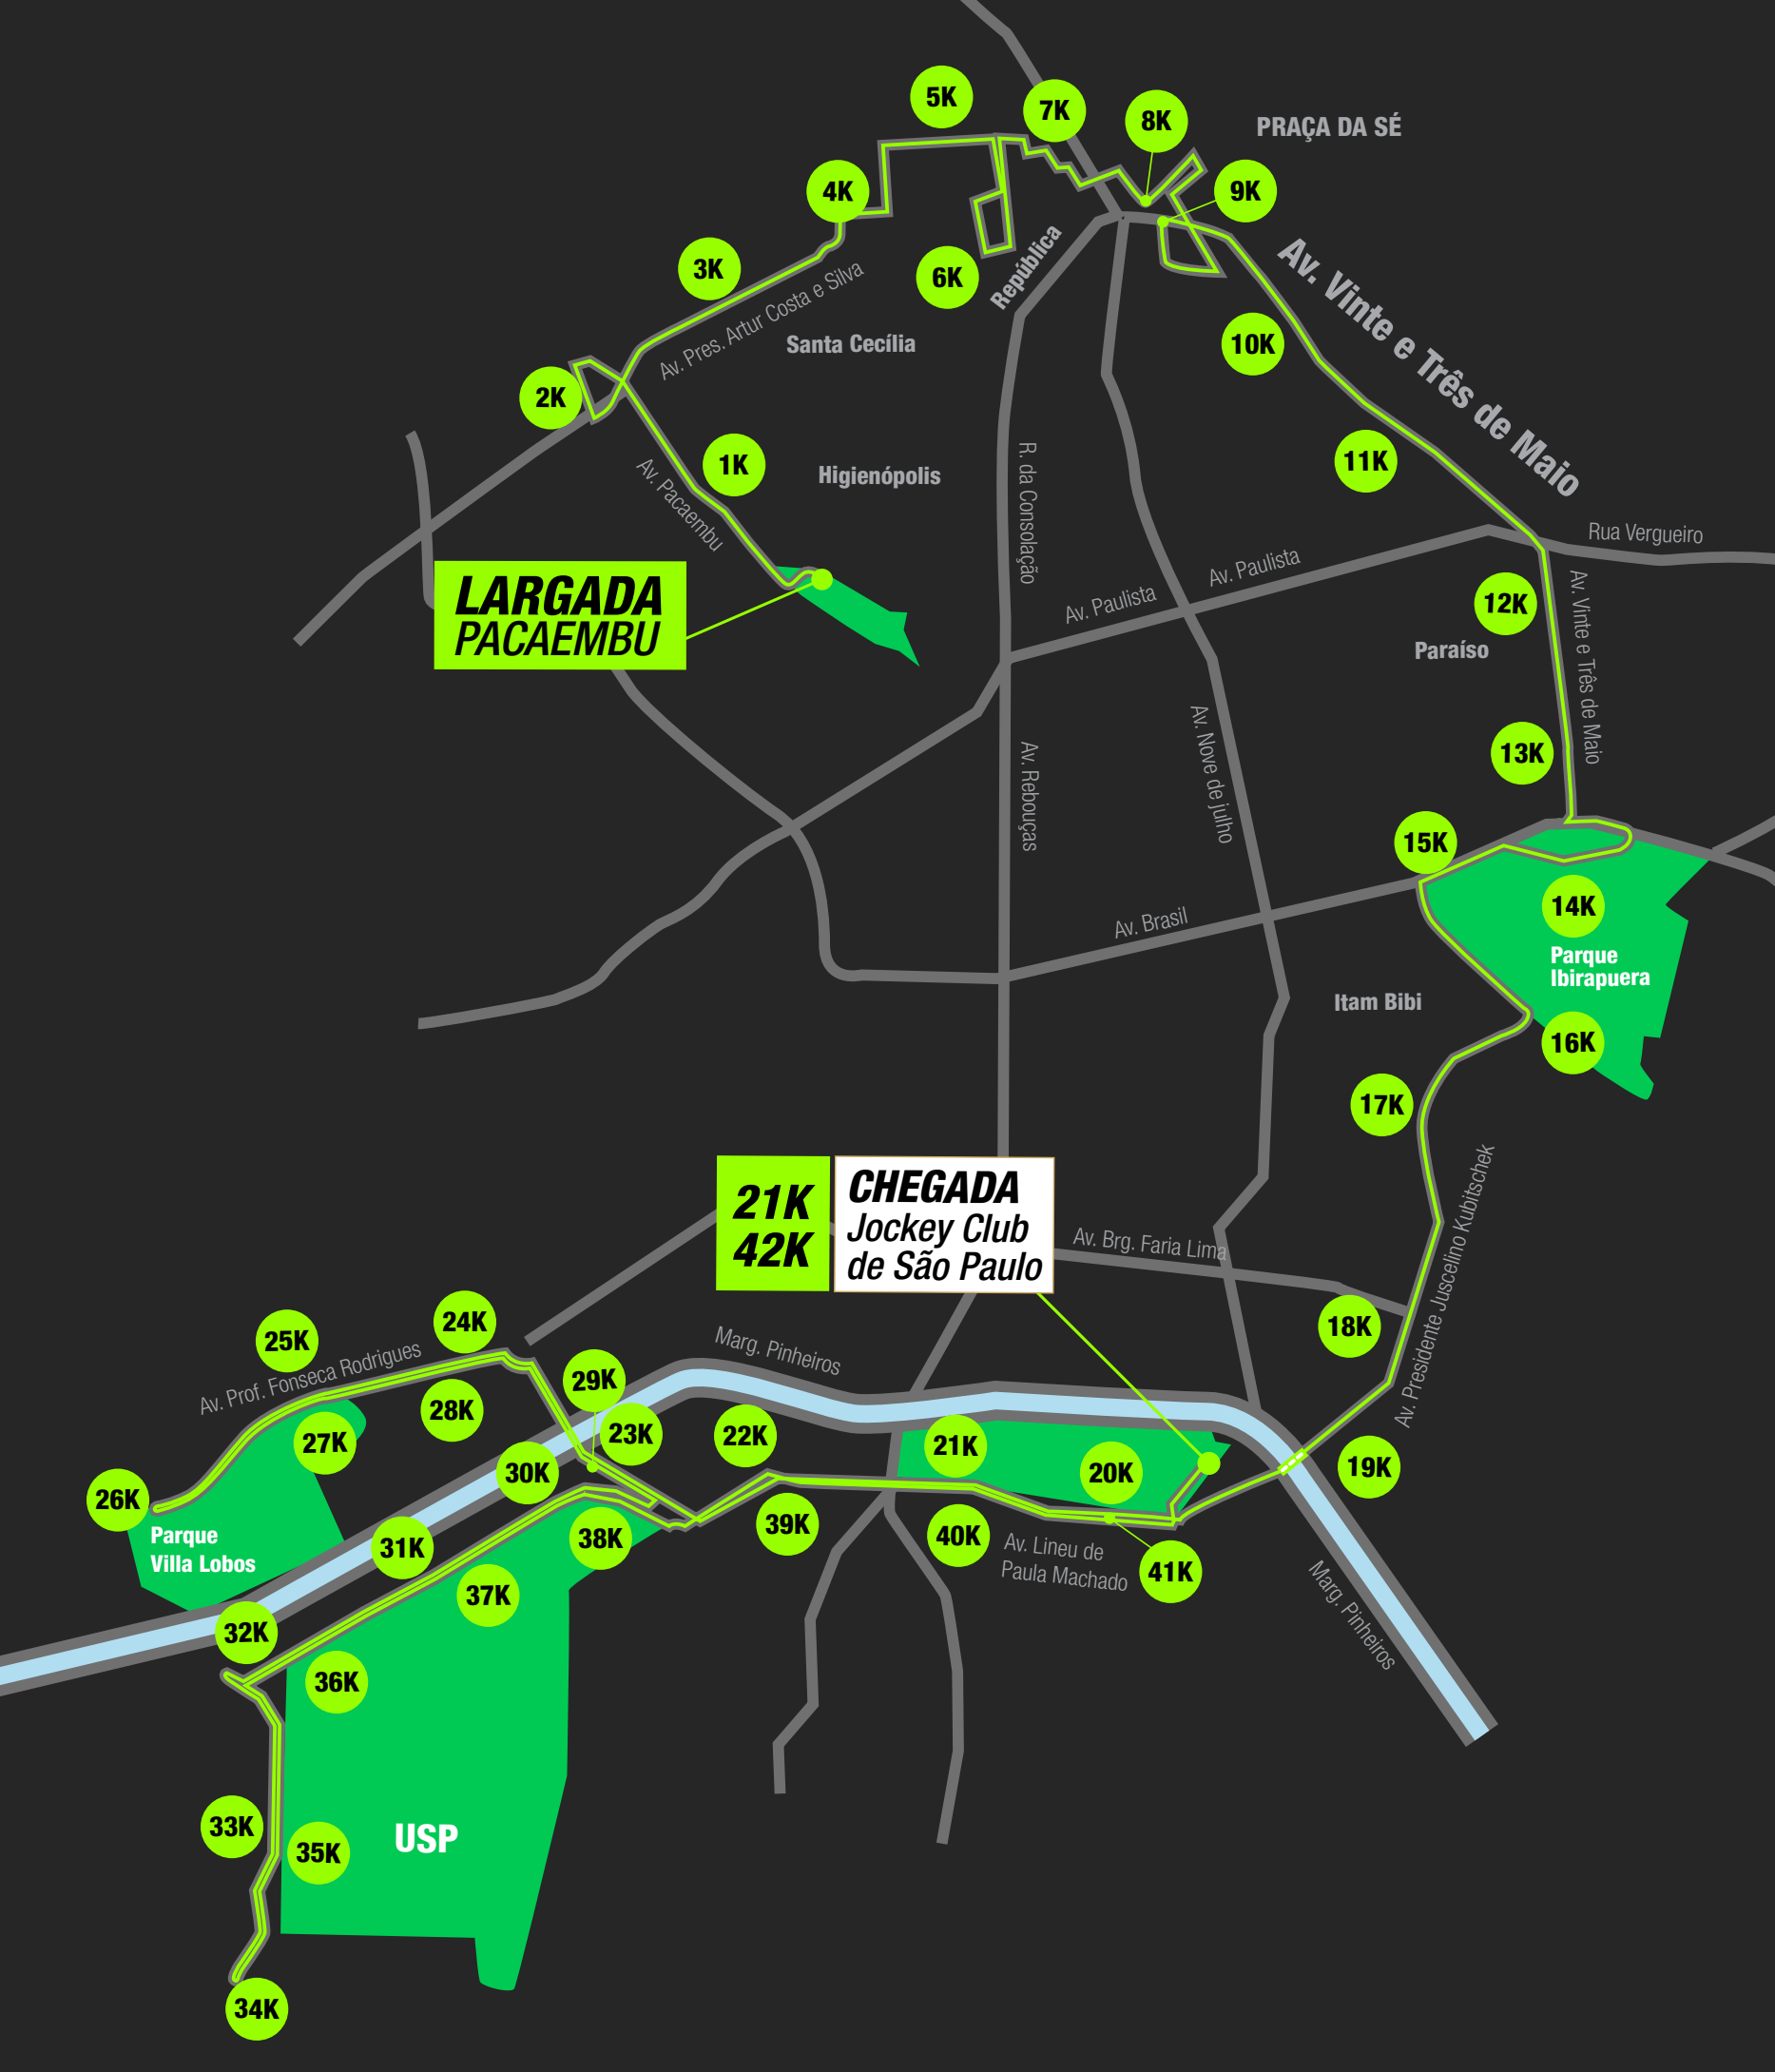 5K
7K
8K
PRAÇA DA SÉ
4K
9K
3K
6K
República
Av. Pres. Artur Costa e Silva
Santa Cecília
10K
Av. Vinte e Três de Maio
2K
1K
Higienópolis
11K
Av. Pacaembu
R. da Consolação
Rua Vergueiro
Av. Paulista
Av. Paulista
LARGADA
PACAEMBU
12K
Av. Vinte e Três de Maio
Paraíso
13K
Av. Rebouças
Av. Nove de julho
15K
14K
Av. Brasil
Parque
Ibirapuera
Itam Bibi
16K
17K
21K
42K
CHEGADA
Jockey Club
de São Paulo
Av. Brg. Faria Lima
Av. Presidente Juscelino Kubitschek
18K
24K
25K
Marg. Pinheiros
Av. Prof. Fonseca Rodrigues
29K
28K
27K
23K
22K
21K
20K
19K
30K
26K
Parque
Villa Lobos
31K
38K
39K
40K
Av. Lineu de
Paula Machado
41K
37K
Marg. Pinheiros
32K
36K
33K
35K
USP
34K